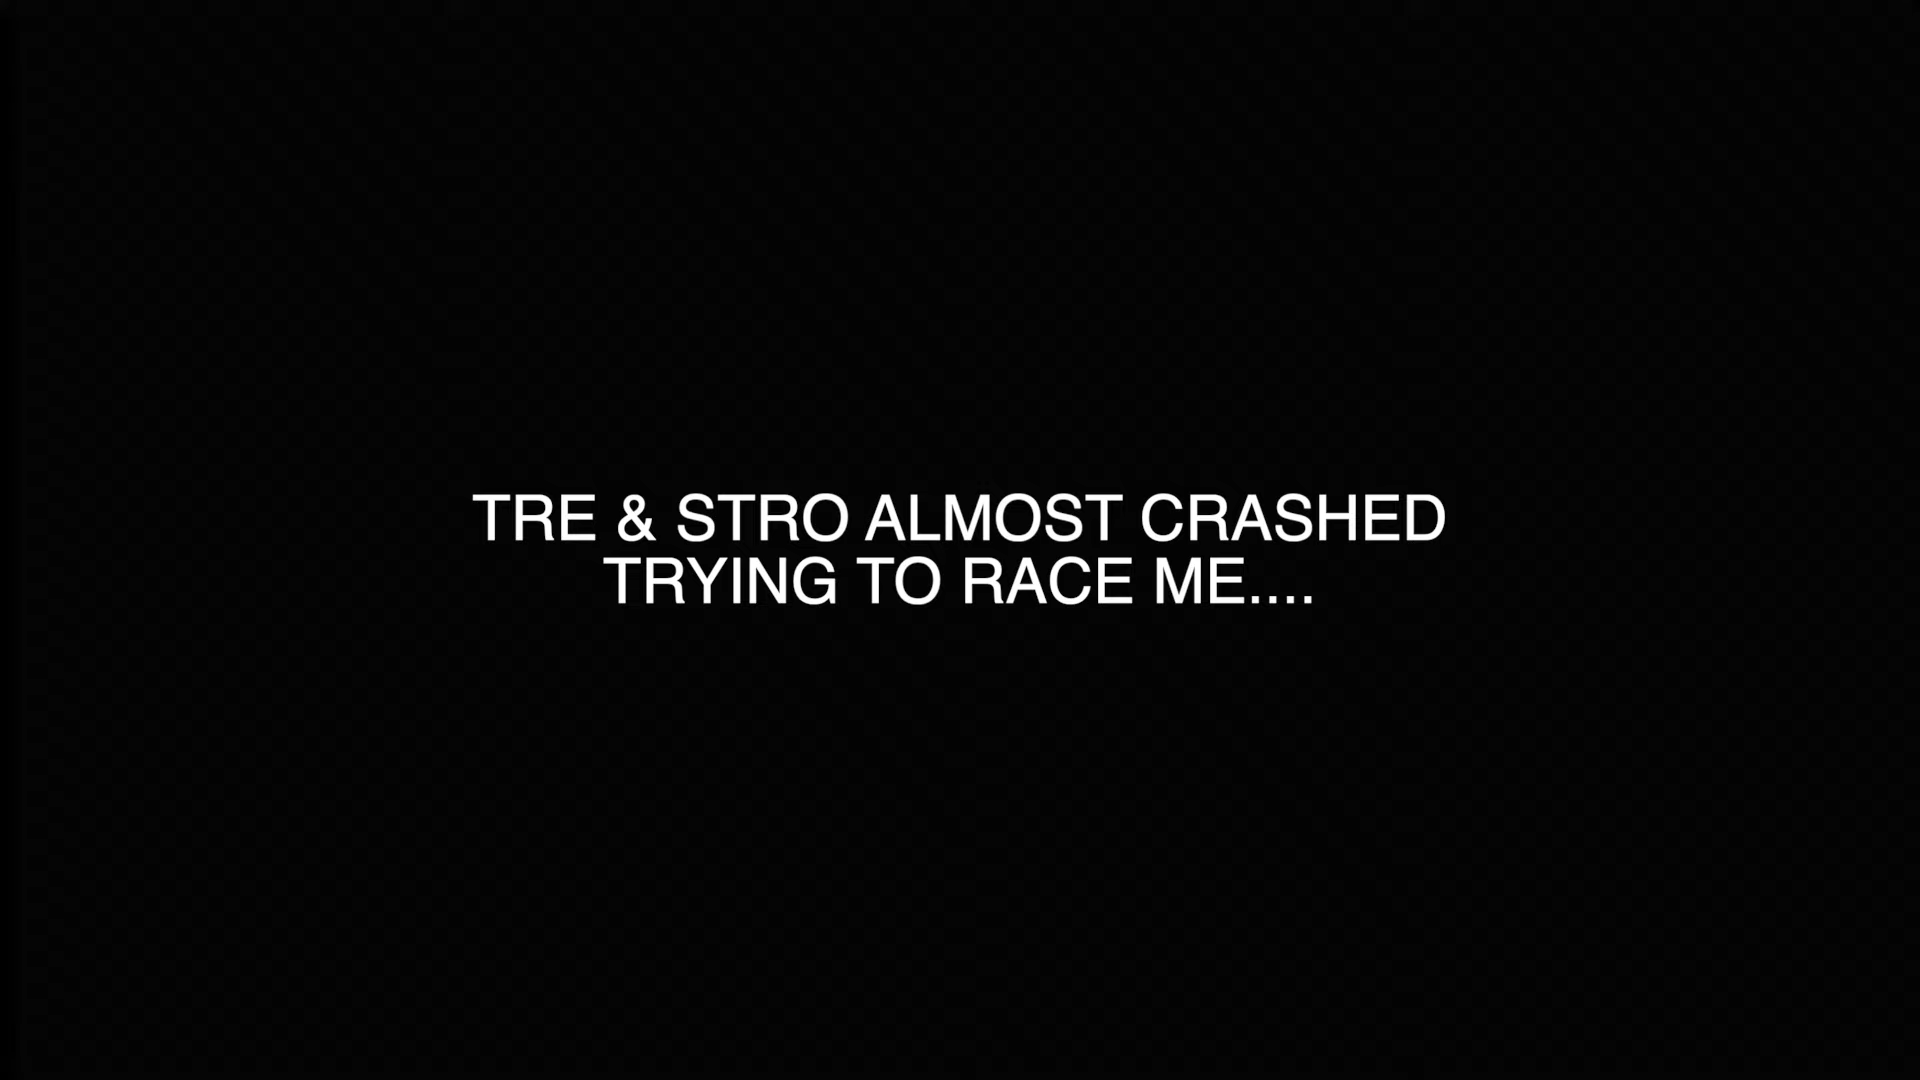 TRE & STRO ALMOST CRASHED
TRYING TO RACE ME....